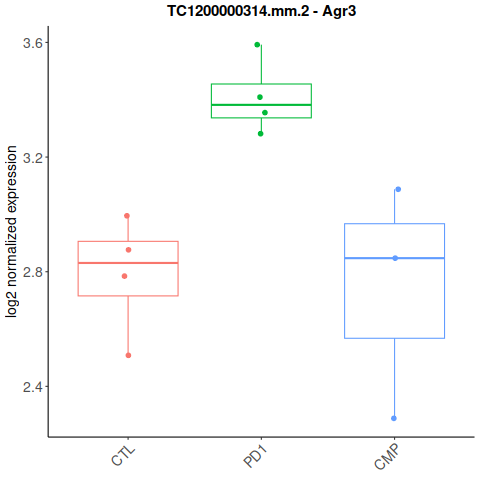 TC1200000314.mm.2 - Agr3
log2 normalized expression
3.6
3.2
2.8
2.4
CTL
PD1
CMP